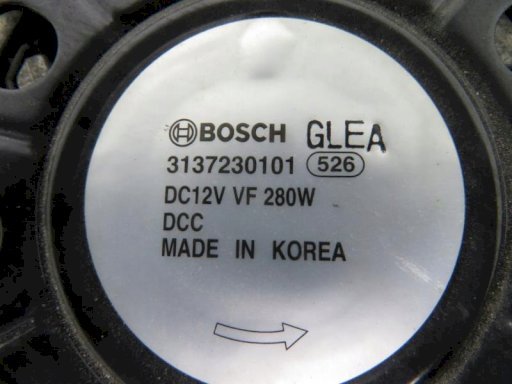 BOSCH GLEA
3137230101 526
DC12V VF 280W
DCC
MADE IN KOREA